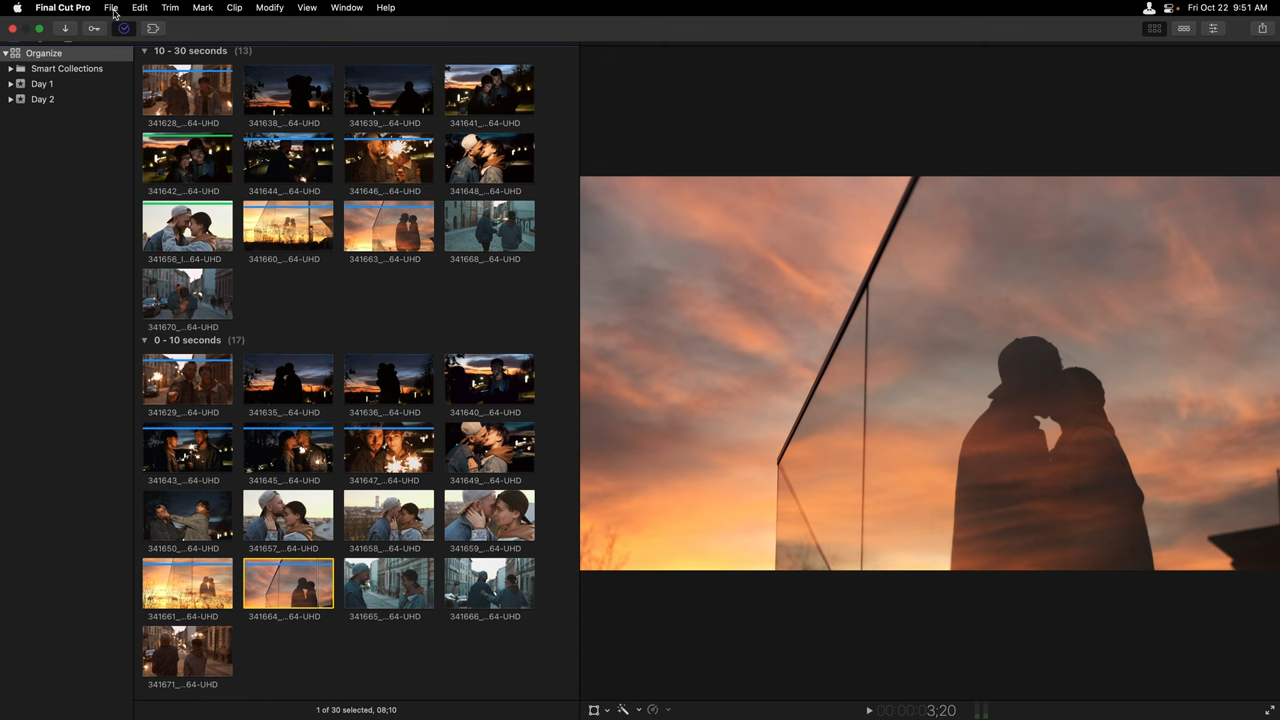 Final Cut Pro File Edit Trim Mark Clip Modify View Window Help Fri Oct 22 9:51 AM
Organize
Smart Collections
Day 1
Day 2
10 - 30 seconds (13)
341628_...64-UHD 341638_...64-UHD 341639_...64-UHD 341641_...64-UHD
341642_...64-UHD 341644_...64-UHD 341646_...64-UHD 341648_...64-UHD
341656_I...64-UHD 341660_...64-UHD 341663_...64-UHD 341668_...64-UHD
341670_...64-UHD
0 - 10 seconds (17)
341629_...64-UHD 341635_...64-UHD 341636_...64-UHD 341640_...64-UHD
341643_...64-UHD 341645_...64-UHD 341647_...64-UHD 341649_...64-UHD
341650_...64-UHD 341657_...64-UHD 341658_...64-UHD 341659_...64-UHD
341661_...64-UHD 341664_...64-UHD 341665_...64-UHD 341666_...64-UHD
341671_...64-UHD
1 of 30 selected, 08;10
00:00:00:03;20